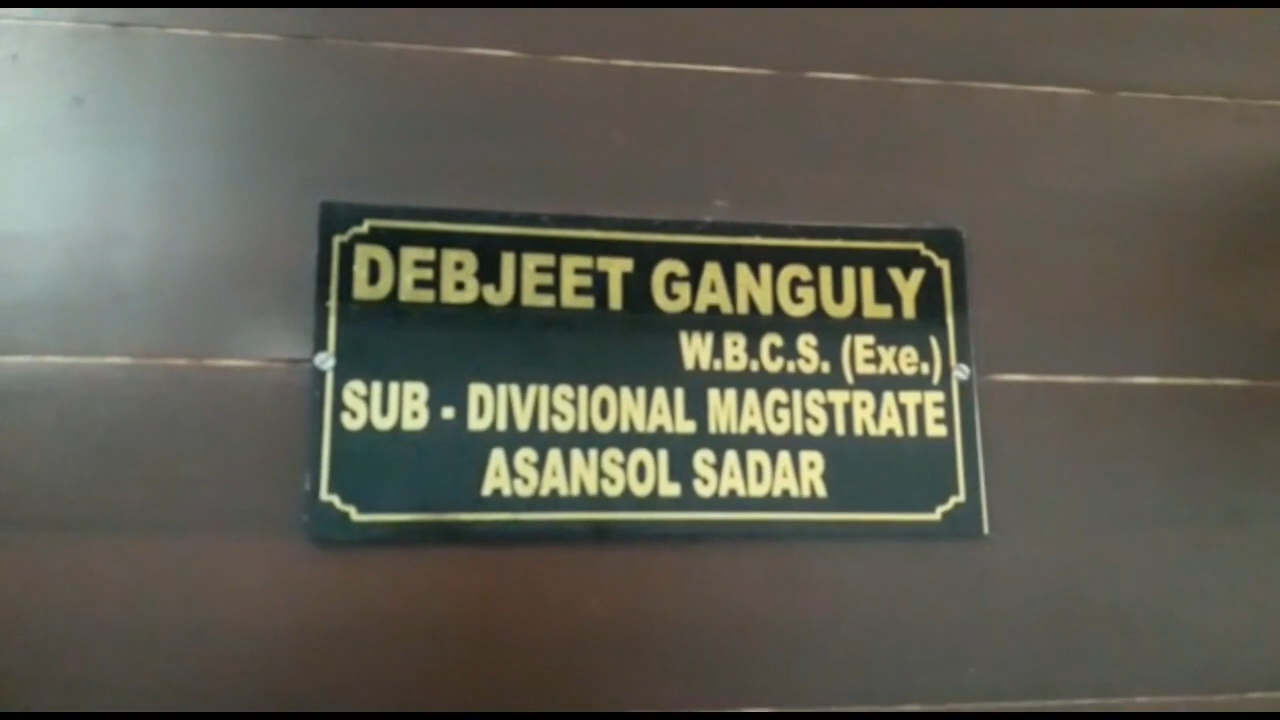 DEBJEET GANGULY
W.B.C.S. (Exe.)
SUB - DIVISIONAL MAGISTRATE
ASANSOL SADAR